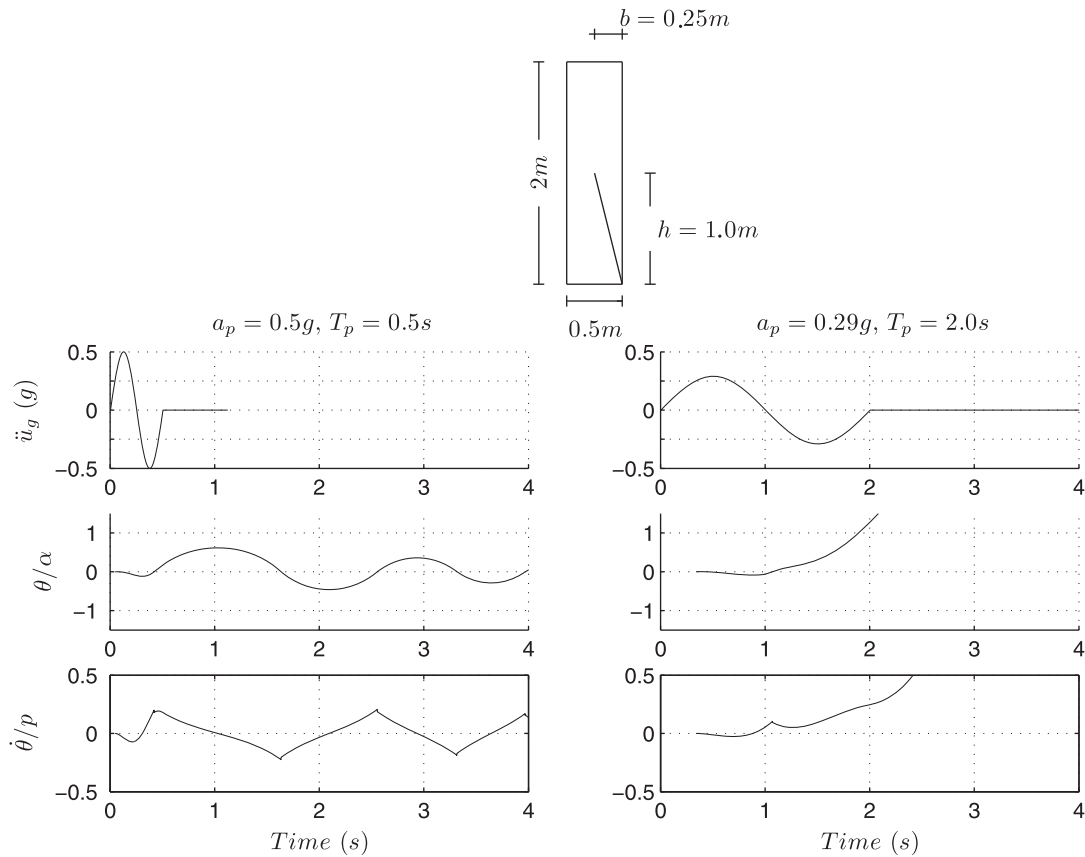 b = 0.25m
2m
h = 1.0m
0.5m
a_p = 0.5g, T_p = 0.5s
a_p = 0.29g, T_p = 2.0s
ü_g (g)
0.5
0
−0.5
0 1 2 3 4
0.5
0
−0.5
0 1 2 3 4
θ/α
1
0
−1
0 1 2 3 4
1
0
−1
0 1 2 3 4
θ̇/p
0.5
0
−0.5
0 1 2 3 4
Time (s)
0.5
0
−0.5
0 1 2 3 4
Time (s)